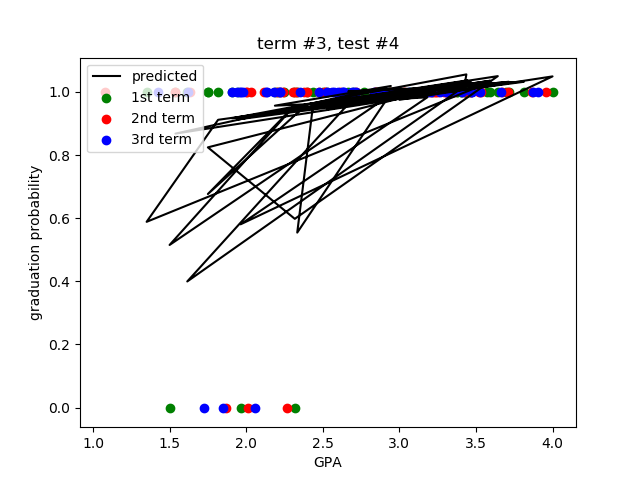 term #3, test #4
predicted
1st term
2nd term
3rd term
graduation probability
1.0
0.8
0.6
0.4
0.2
0.0
1.0 1.5 2.0 2.5 3.0 3.5 4.0
GPA